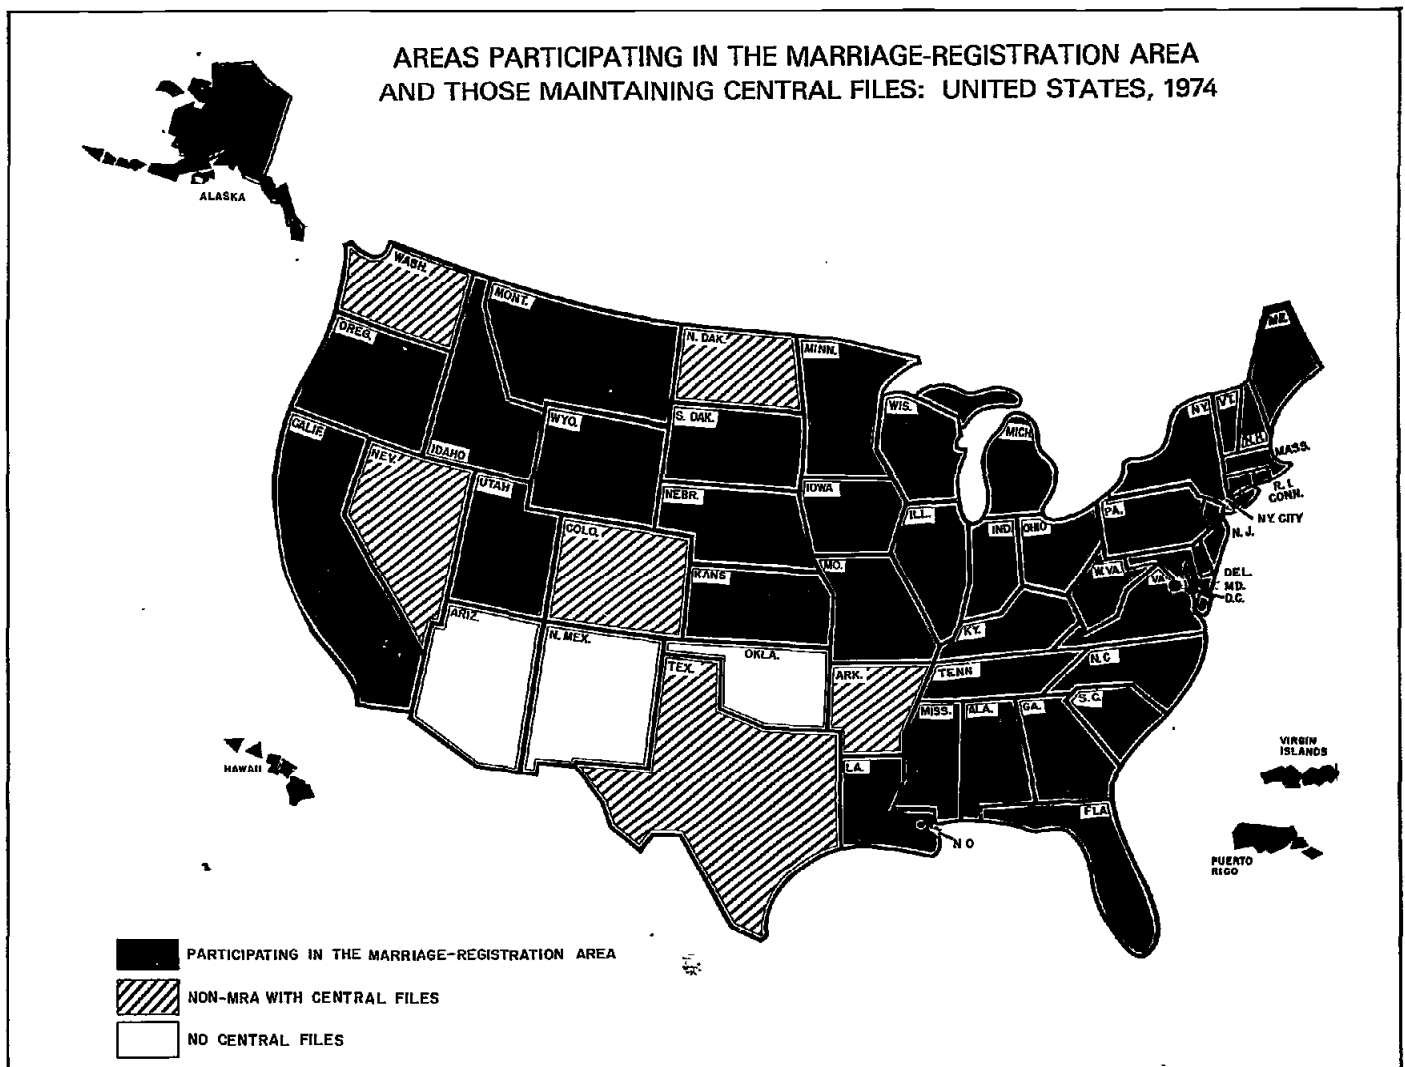 AREAS PARTICIPATING IN THE MARRIAGE-REGISTRATION AREA
AND THOSE MAINTAINING CENTRAL FILES: UNITED STATES, 1974
ALASKA
WASH.
MONT.
OREG.
N. DAK.
MINN.
ME.
CALIF.
NEV.
IDAHO
WYO.
S. DAK.
WIS.
MICH.
N.Y.
VT.
N.H.
MASS.
R. I.
CONN.
N.Y. CITY
UTAH
NEBR.
IOWA
ILL.
IND.
OHIO
PA.
N. J.
COLO.
KANS
MO.
W.VA.
VA.
DEL.
MD.
D.C.
ARIZ.
N. MEX.
OKLA.
TEX.
ARK.
KY.
TENN
N.C
S.C.
MISS.
ALA.
GA.
LA.
FLA
N O
HAWAII
VIRGIN
ISLANDS
PUERTO
RICO
PARTICIPATING IN THE MARRIAGE-REGISTRATION AREA
NON-MRA WITH CENTRAL FILES
NO CENTRAL FILES